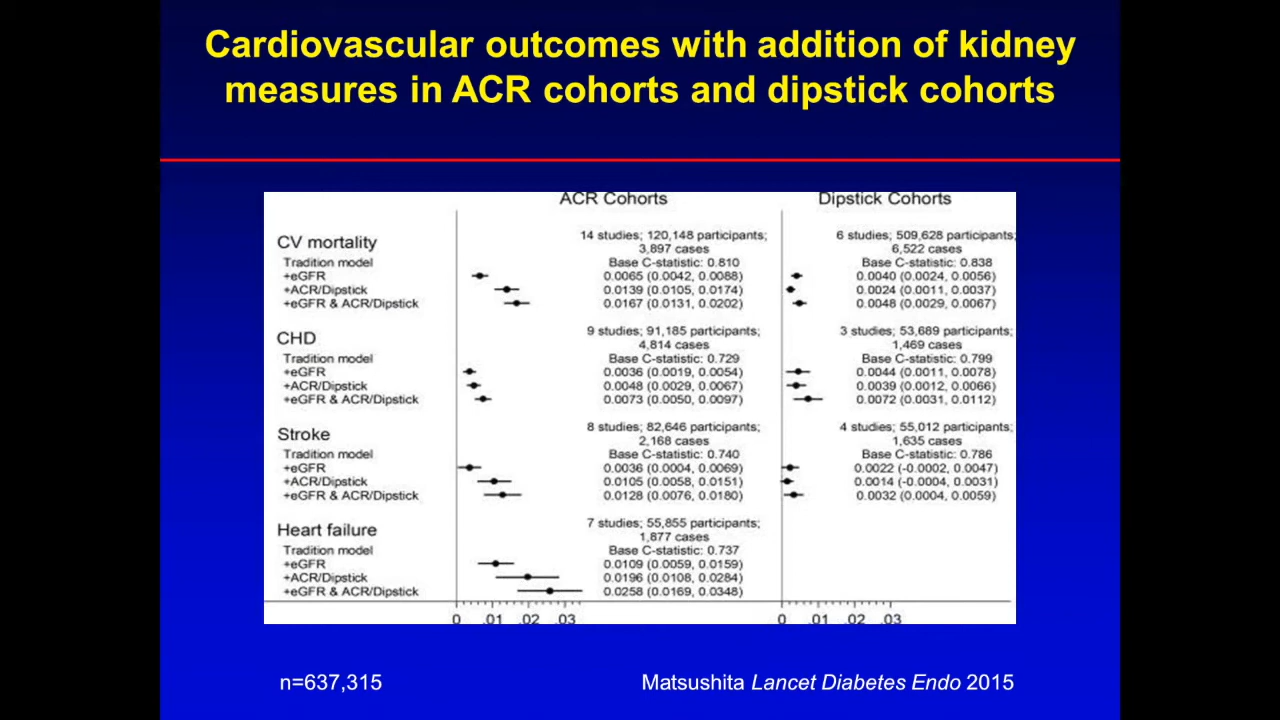 Cardiovascular outcomes with addition of kidney
measures in ACR cohorts and dipstick cohorts
ACR Cohorts Dipstick Cohorts
CV mortality 14 studies; 120,148 participants; 3,897 cases 6 studies; 509,628 participants; 6,522 cases
Tradition model Base C-statistic: 0.810 Base C-statistic: 0.838
+eGFR 0.0065 (0.0042, 0.0088) 0.0040 (0.0024, 0.0056)
+ACR/Dipstick 0.0139 (0.0105, 0.0174) 0.0024 (0.0011, 0.0037)
+eGFR & ACR/Dipstick 0.0167 (0.0131, 0.0202) 0.0048 (0.0029, 0.0067)
CHD 9 studies; 91,185 participants; 4,814 cases 3 studies; 53,689 participants; 1,469 cases
Tradition model Base C-statistic: 0.729 Base C-statistic: 0.799
+eGFR 0.0036 (0.0019, 0.0054) 0.0044 (0.0011, 0.0078)
+ACR/Dipstick 0.0048 (0.0029, 0.0067) 0.0039 (0.0012, 0.0066)
+eGFR & ACR/Dipstick 0.0073 (0.0050, 0.0097) 0.0072 (0.0031, 0.0112)
Stroke 8 studies; 82,646 participants; 2,168 cases 4 studies; 55,012 participants; 1,635 cases
Tradition model Base C-statistic: 0.740 Base C-statistic: 0.786
+eGFR 0.0036 (0.0004, 0.0069) 0.0022 (-0.0002, 0.0047)
+ACR/Dipstick 0.0105 (0.0058, 0.0151) 0.0014 (-0.0004, 0.0031)
+eGFR & ACR/Dipstick 0.0128 (0.0076, 0.0180) 0.0032 (0.0004, 0.0059)
Heart failure 7 studies; 55,855 participants; 1,877 cases
Tradition model Base C-statistic: 0.737
+eGFR 0.0109 (0.0059, 0.0159)
+ACR/Dipstick 0.0196 (0.0108, 0.0284)
+eGFR & ACR/Dipstick 0.0258 (0.0169, 0.0348)
0 .01 .02 .03 0 .01 .02 .03
n=637,315 Matsushita Lancet Diabetes Endo 2015